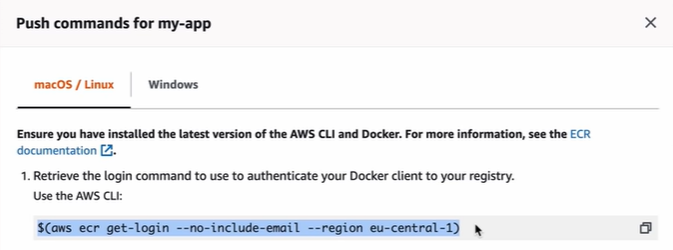 Push commands for my-app
macOS / Linux
Windows
Ensure you have installed the latest version of the AWS CLI and Docker. For more information, see the ECR
documentation.
1. Retrieve the login command to use to authenticate your Docker client to your registry.
Use the AWS CLI:
$(aws ecr get-login --no-include-email --region eu-central-1)